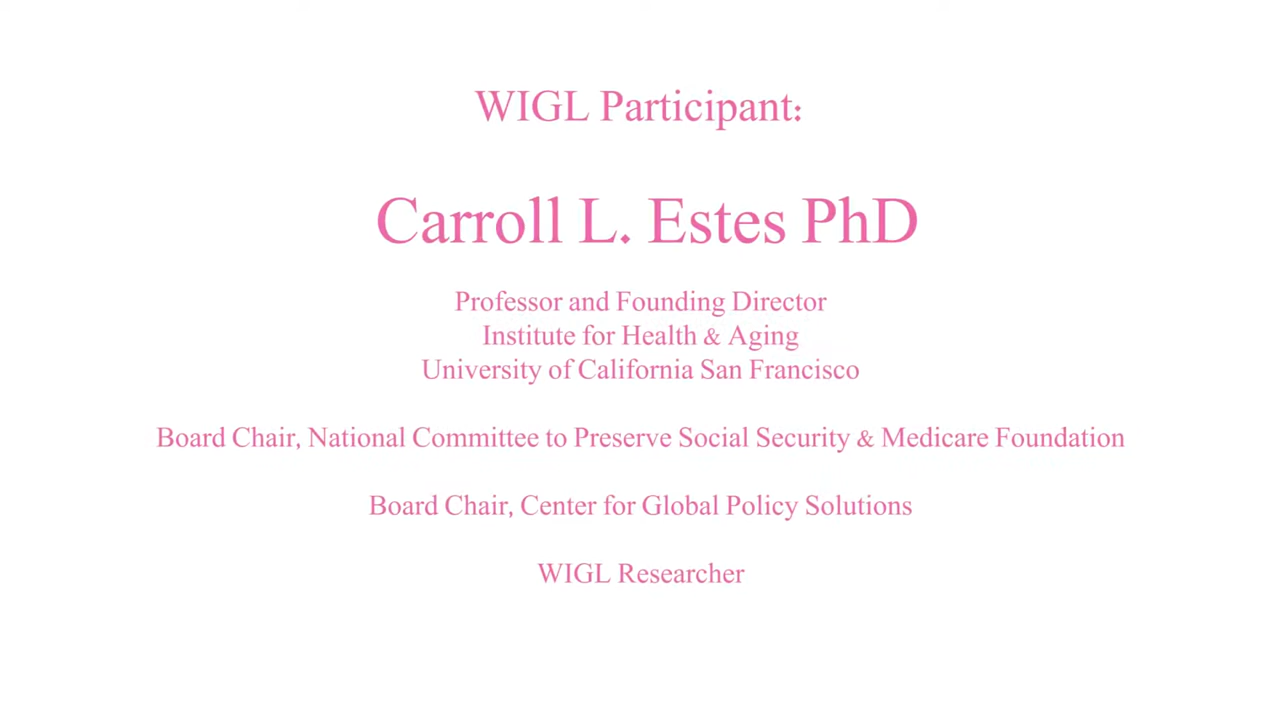 WIGL Participant:
Carroll L. Estes PhD
Professor and Founding Director
Institute for Health & Aging
University of California San Francisco
Board Chair, National Committee to Preserve Social Security & Medicare Foundation
Board Chair, Center for Global Policy Solutions
WIGL Researcher